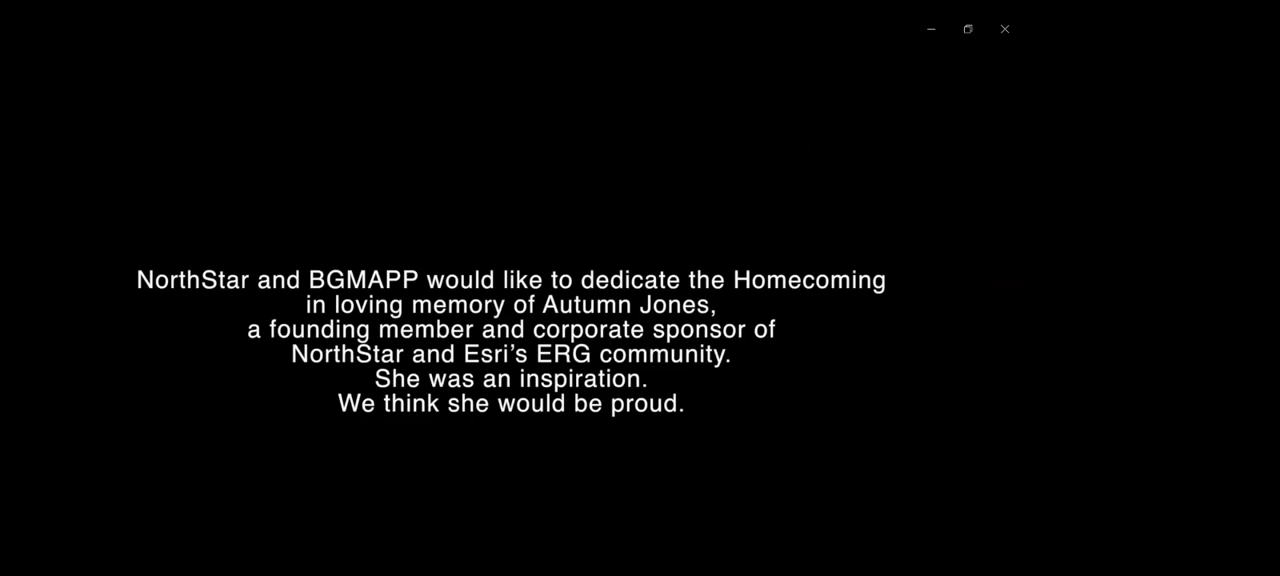 NorthStar and BGMAPP would like to dedicate the Homecoming
in loving memory of Autumn Jones,
a founding member and corporate sponsor of
NorthStar and Esri’s ERG community.
She was an inspiration.
We think she would be proud.